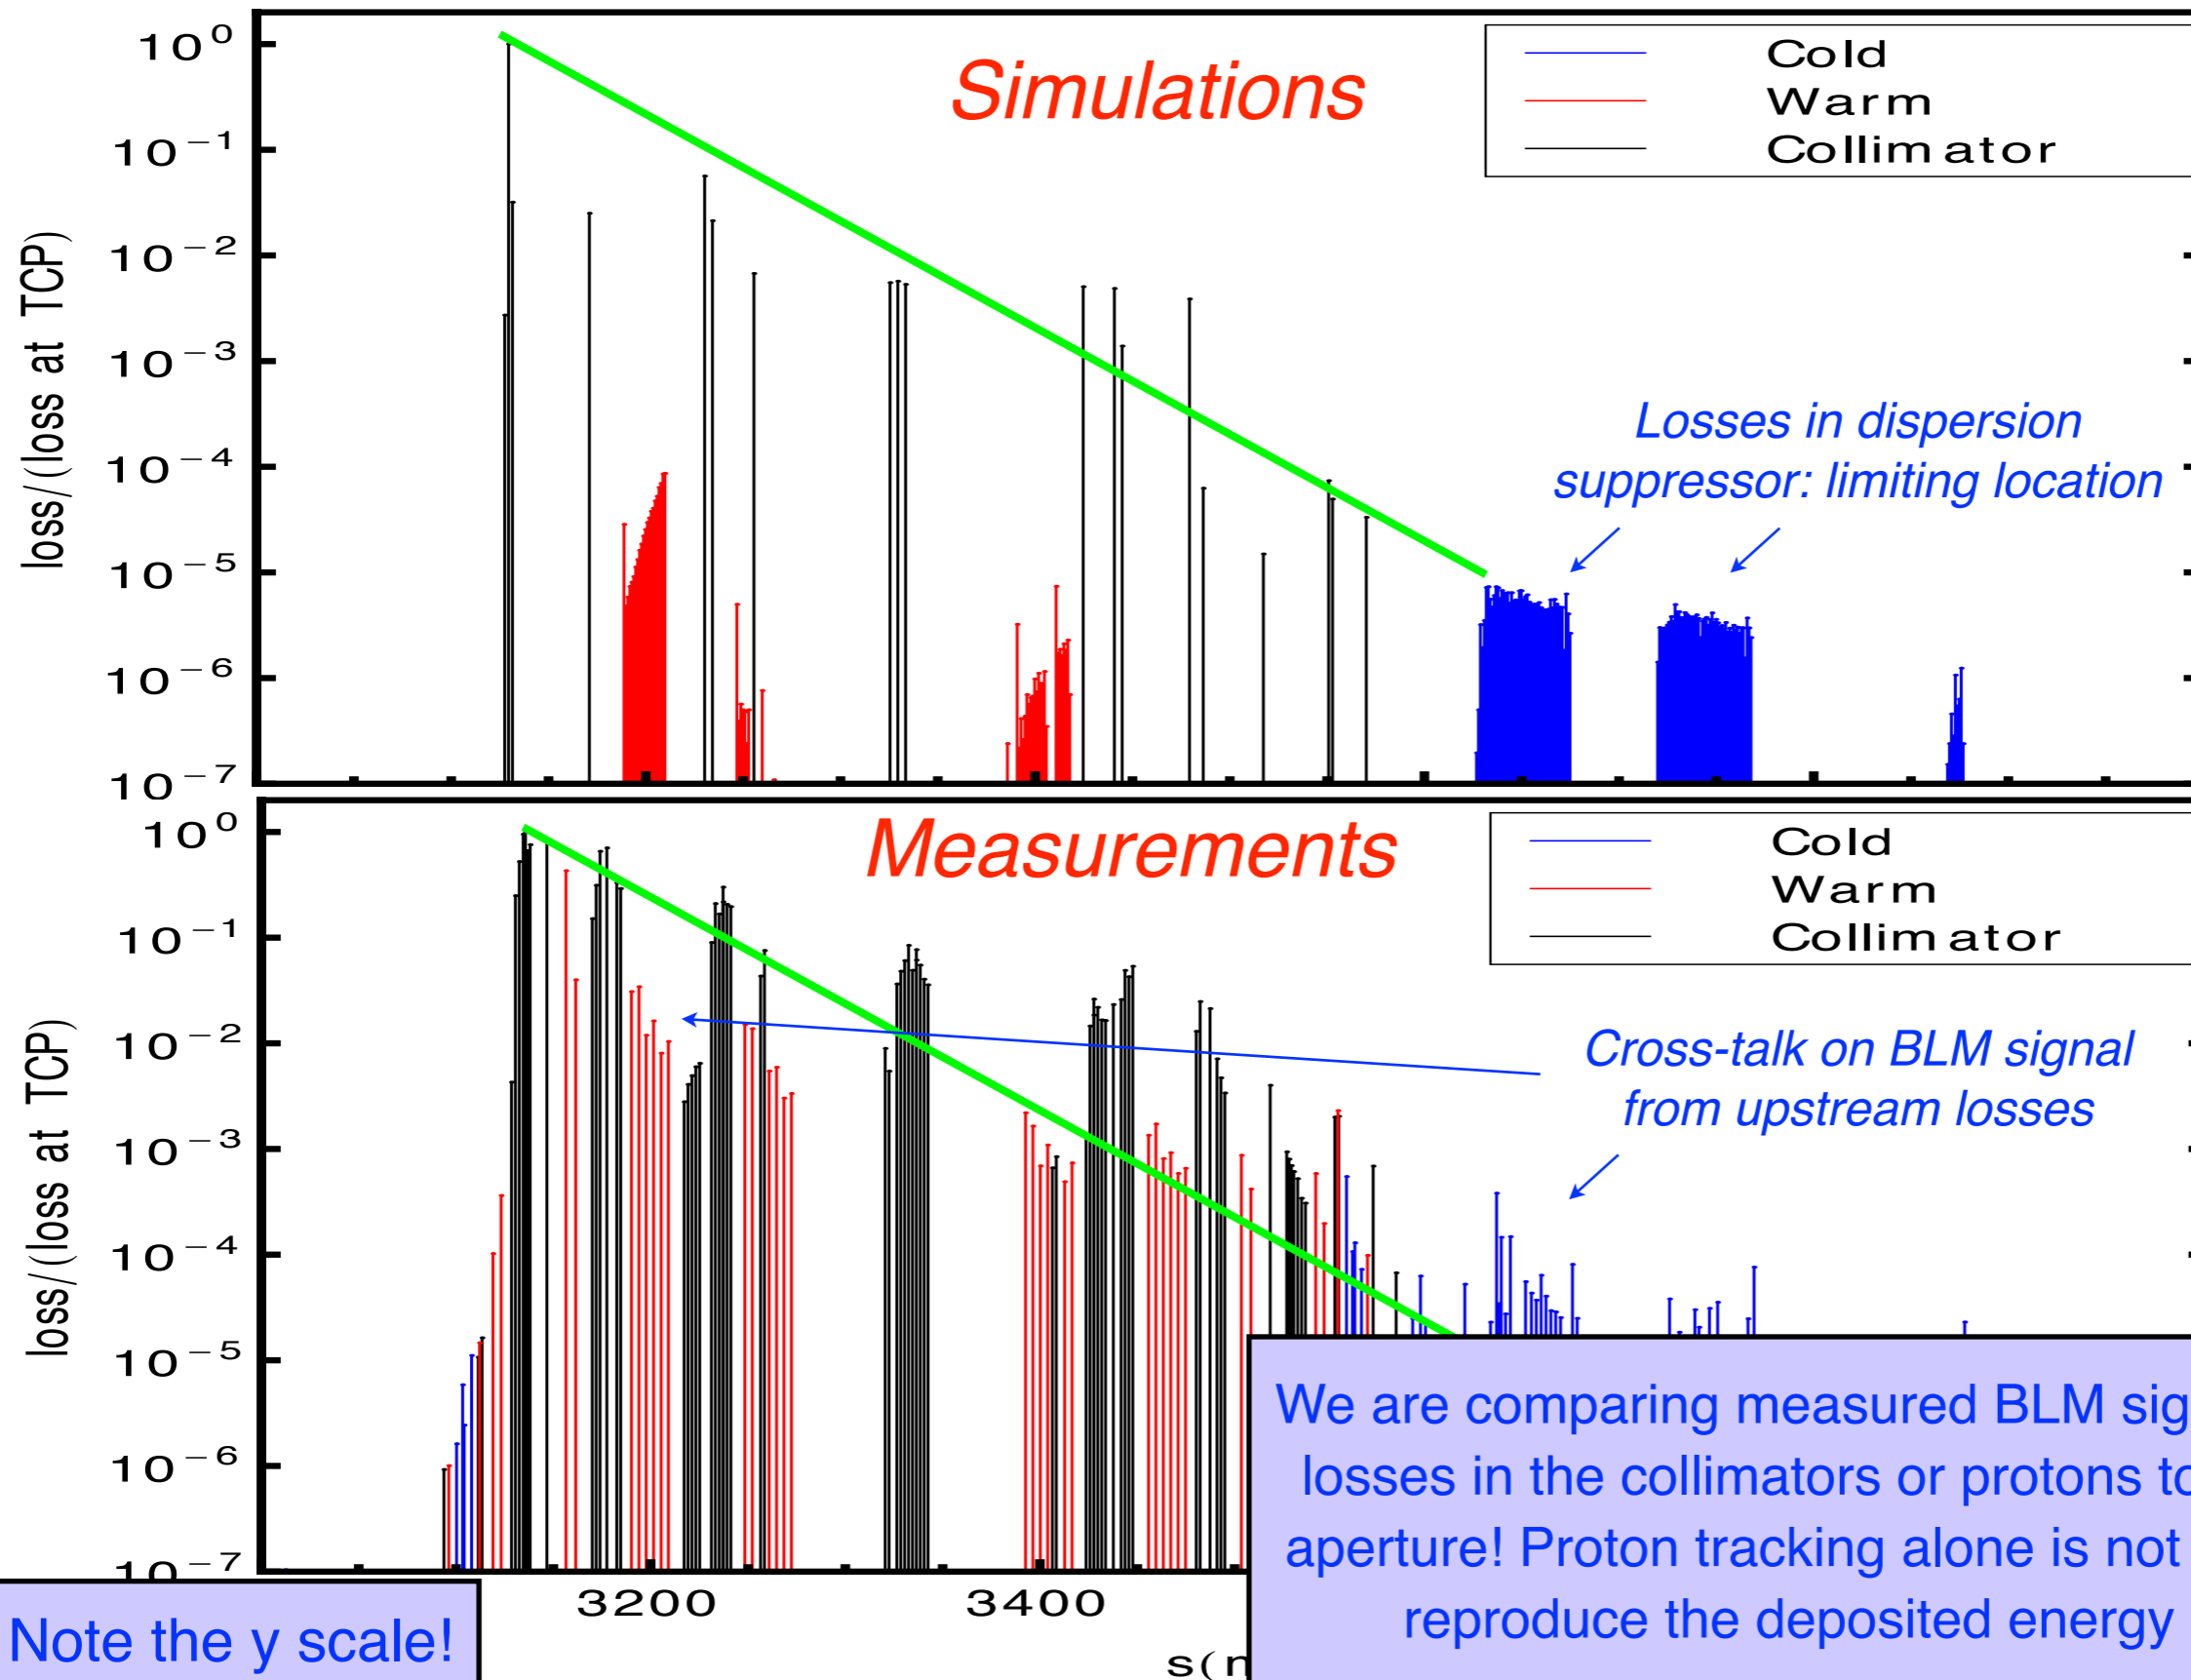 Simulations
Cold
Warm
Collimator
10⁰
10⁻¹
10⁻²
10⁻³
10⁻⁴
10⁻⁵
10⁻⁶
10⁻⁷
loss/(loss at TCP)
Losses in dispersion
suppressor: limiting location
Measurements
Cold
Warm
Collimator
10⁰
10⁻¹
10⁻²
10⁻³
10⁻⁴
10⁻⁵
10⁻⁶
10⁻⁷
loss/(loss at TCP)
Cross-talk on BLM signal
from upstream losses
We are comparing measured BLM
losses in the collimators or protons
aperture! Proton tracking alone is not
reproduce the deposited energy
3200
3400
Note the y scale!